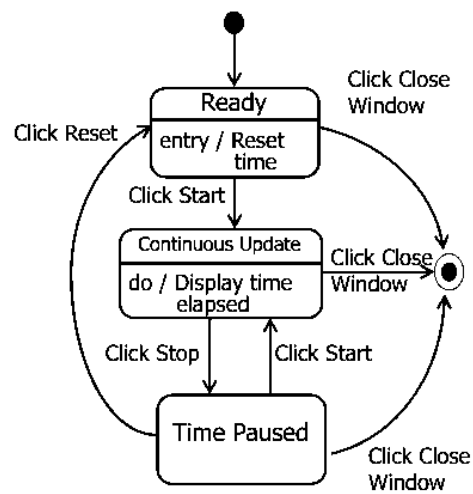 Ready
Click Close
Window
Click Reset
entry / Reset
time
Click Start
Continuous Update
Click Close
Window
do / Display time
elapsed
Click Stop
Click Start
Time Paused
Click Close
Window